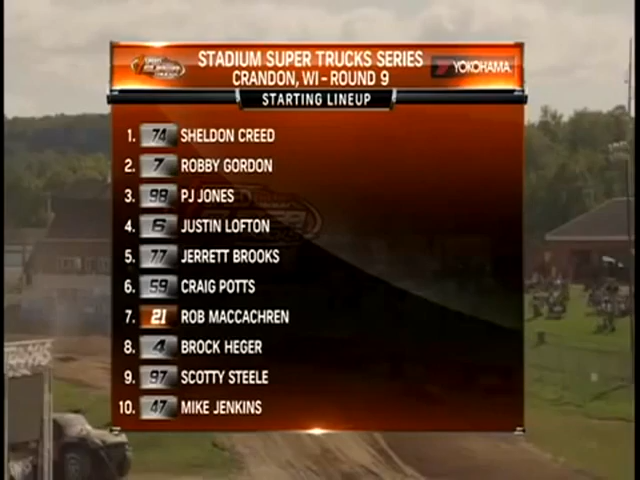 STADIUM SUPER TRUCKS SERIES
CRANDON, WI - ROUND 9
YOKOHAMA
STARTING LINEUP
1. 74 SHELDON CREED
2. 7 ROBBY GORDON
3. 98 PJ JONES
4. 6 JUSTIN LOFTON
5. 77 JERRETT BROOKS
6. 59 CRAIG POTTS
7. 21 ROB MACCACHREN
8. 4 BROCK HEGER
9. 97 SCOTTY STEELE
10. 47 MIKE JENKINS